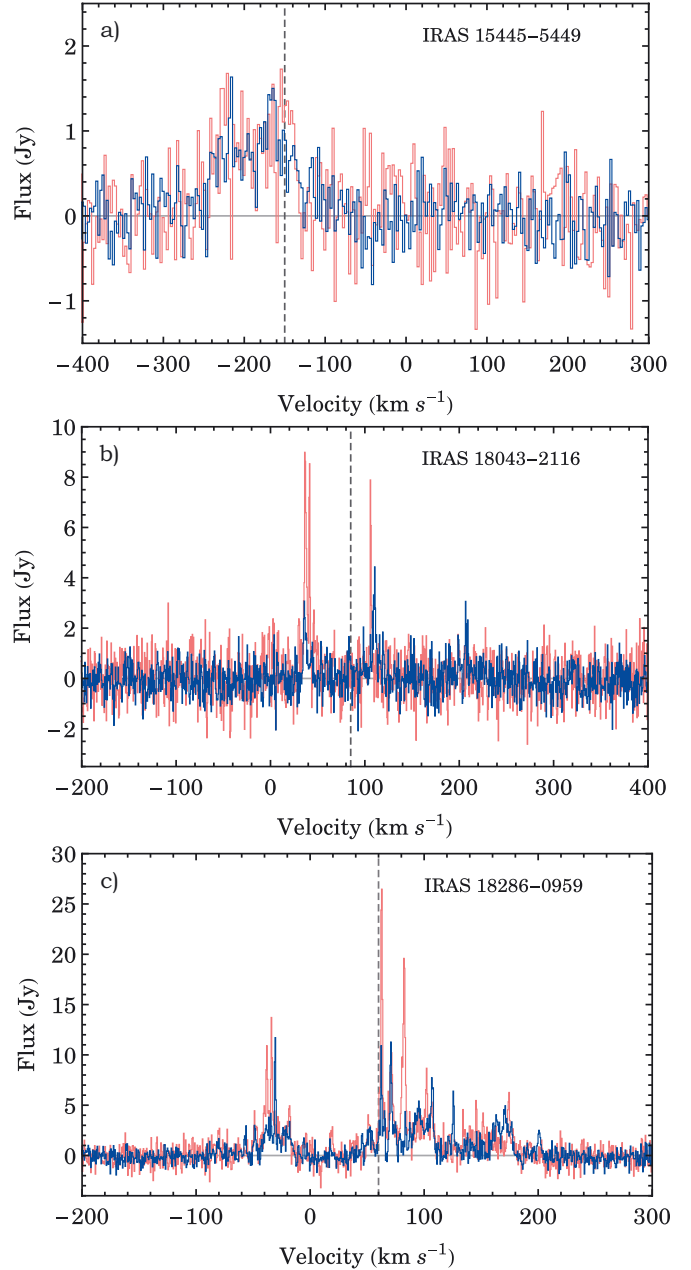 a)
IRAS 15445−5449
2
1
0
−1
Flux (Jy)
−400 −300 −200 −100 0 100 200 300
Velocity (km s⁻¹)
b)
IRAS 18043−2116
10
8
6
4
2
0
−2
Flux (Jy)
−200 −100 0 100 200 300 400
Velocity (km s⁻¹)
c)
IRAS 18286−0959
30
25
20
15
10
5
0
Flux (Jy)
−200 −100 0 100 200 300
Velocity (km s⁻¹)